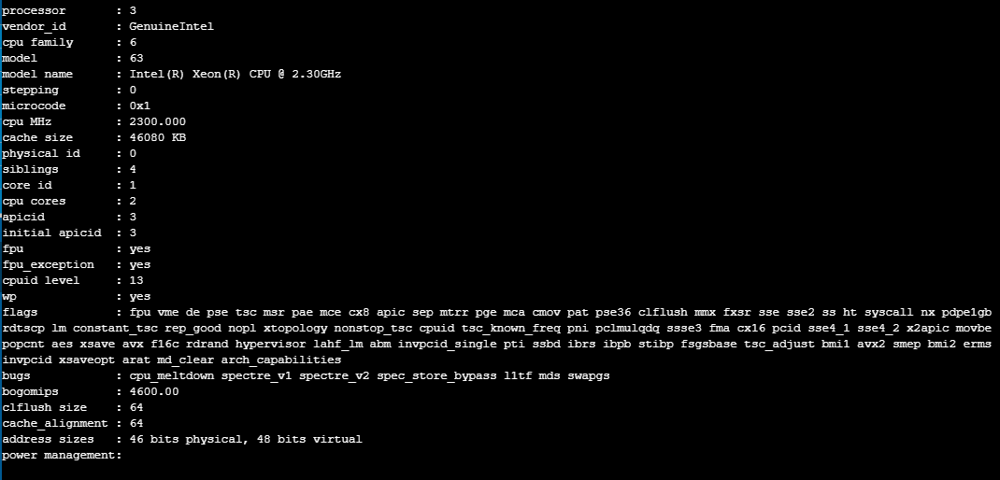 processor : 3
vendor_id : GenuineIntel
cpu family : 6
model : 63
model name : Intel(R) Xeon(R) CPU @ 2.30GHz
stepping : 0
microcode : 0x1
cpu MHz : 2300.000
cache size : 46080 KB
physical id : 0
siblings : 4
core id : 1
cpu cores : 2
apicid : 3
initial apicid : 3
fpu : yes
fpu_exception : yes
cpuid level : 13
wp : yes
flags : fpu vme de pse tsc msr pae mce cx8 apic sep mtrr pge mca cmov pat pse36 clflush mmx fxsr sse sse2 ss ht syscall nx pdpe1gb
rdtscp lm constant_tsc rep_good nopl xtopology nonstop_tsc cpuid tsc_known_freq pni pclmulqdq ssse3 fma cx16 pcid sse4_1 sse4_2 x2apic movbe
popcnt aes xsave avx f16c rdrand hypervisor lahf_lm abm invpcid_single pti ssbd ibrs ibpb stibp fsgsbase tsc_adjust bmi1 avx2 smep bmi2 erms
invpcid xsaveopt arat md_clear arch_capabilities
bugs : cpu_meltdown spectre_v1 spectre_v2 spec_store_bypass l1tf mds swapgs
bogomips : 4600.00
clflush size : 64
cache_alignment : 64
address sizes : 46 bits physical, 48 bits virtual
power management: